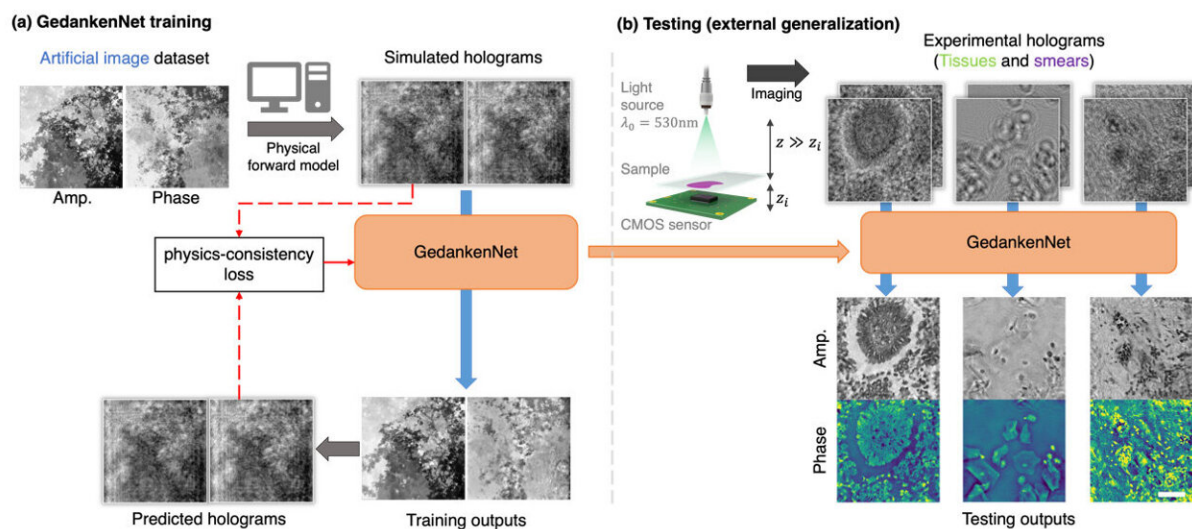 (a) GedankenNet training
Artificial image dataset
Amp.
Phase
Physical
forward model
Simulated holograms
physics-consistency
loss
GedankenNet
Predicted holograms
Training outputs
(b) Testing (external generalization)
Light
source
λ₀ = 530nm
Imaging
Experimental holograms
(Tissues and smears)
z ≫ zᵢ
Sample
zᵢ
CMOS sensor
GedankenNet
Amp.
Phase
Testing outputs